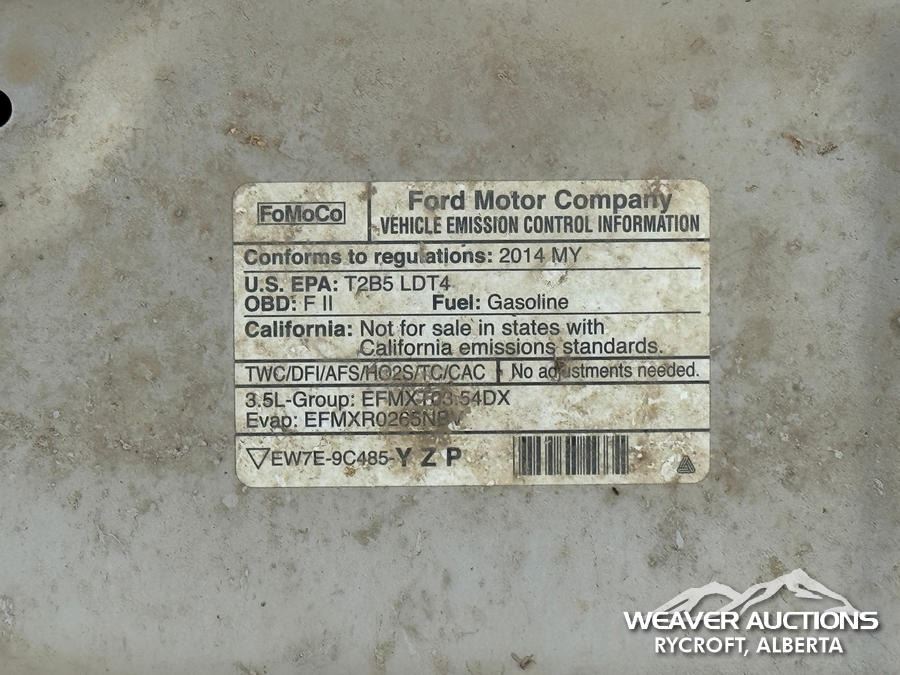 FoMoCo
Ford Motor Company
VEHICLE EMISSION CONTROL INFORMATION
Conforms to regulations: 2014 MY
U.S. EPA: T2B5 LDT4
OBD: F II Fuel: Gasoline
California: Not for sale in states with
California emissions standards.
TWC/DFI/AFS/HO2S/TC/CAC No adjustments needed.
3.5L-Group:
Evap:
EW7E-9C485-Y Z P
WEAVER AUCTIONS
RYCROFT, ALBERTA